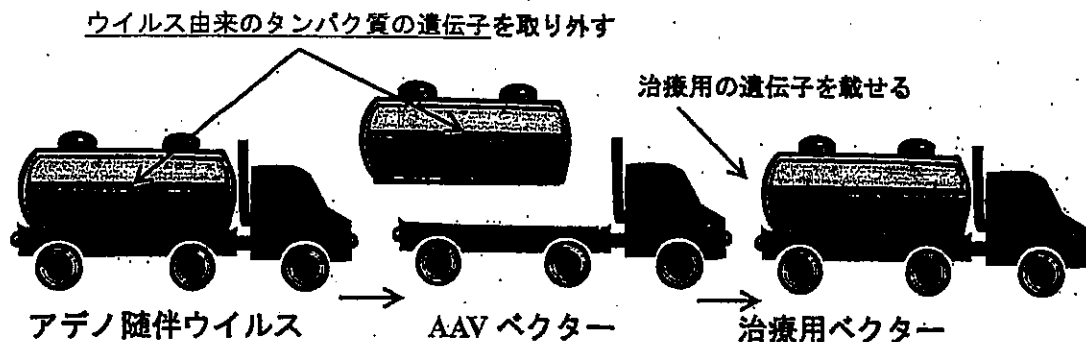 ウイルス由来のタンパク質の遺伝子を取り外す
治療用の遺伝子を載せる
アデノ随伴ウイルス
AAV ベクター
治療用ベクター